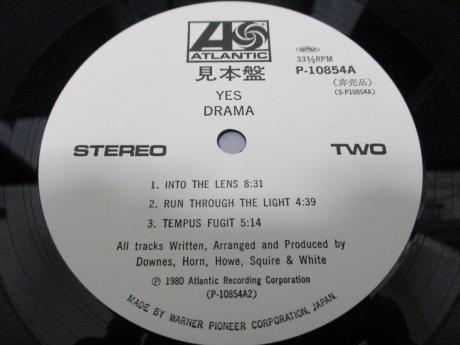 ATLANTIC
見本盤
33⅓RPM
P-10854A
(非売品)
(S-P10854A)
YES
DRAMA
STEREO
TWO
1. INTO THE LENS 8:31
2. RUN THROUGH THE LIGHT 4:39
3. TEMPUS FUGIT 5:14
All tracks Written, Arranged and Produced by
Downes, Horn, Howe, Squire & White
℗ 1980 Atlantic Recording Corporation
(P-10854A2)
MADE BY WARNER PIONEER CORPORATION, JAPAN.